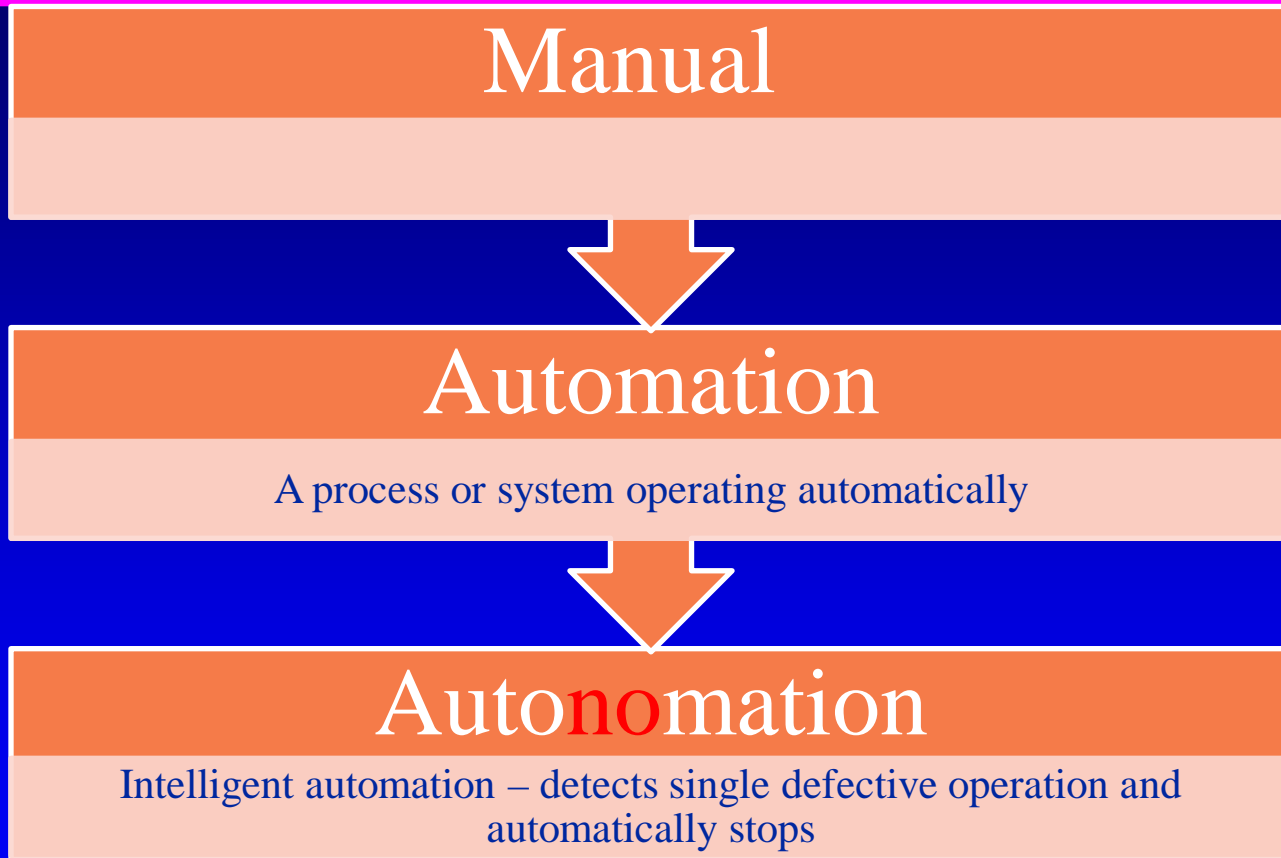 Manual
Automation
A process or system operating automatically
Autonomation
Intelligent automation – detects single defective operation and
automatically stops